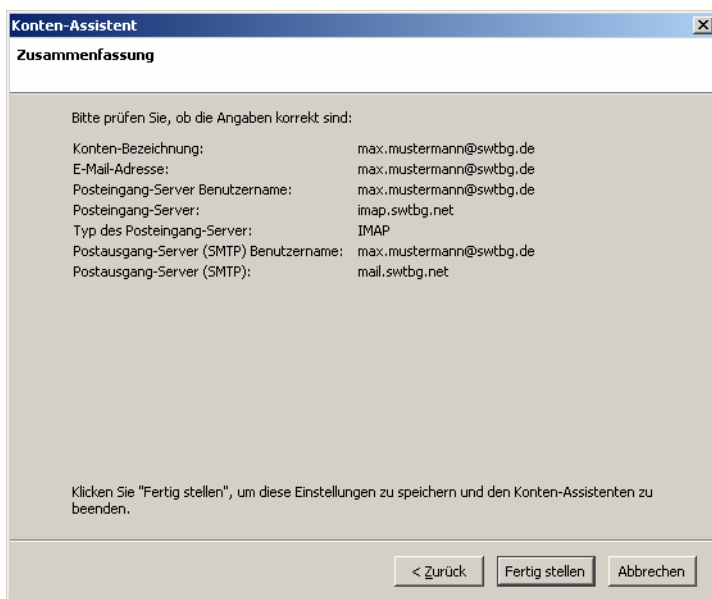 Konten-Assistent
Zusammenfassung
Bitte prüfen Sie, ob die Angaben korrekt sind:
Konten-Bezeichnung: max.mustermann@swtbg.de
E-Mail-Adresse: max.mustermann@swtbg.de
Posteingang-Server Benutzername: max.mustermann@swtbg.de
Posteingang-Server: imap.swtbg.net
Typ des Posteingang-Server: IMAP
Postausgang-Server (SMTP) Benutzername: max.mustermann@swtbg.de
Postausgang-Server (SMTP): mail.swtbg.net
Klicken Sie "Fertig stellen", um diese Einstellungen zu speichern und den Konten-Assistenten zu
beenden.
< Zurück Fertig stellen Abbrechen